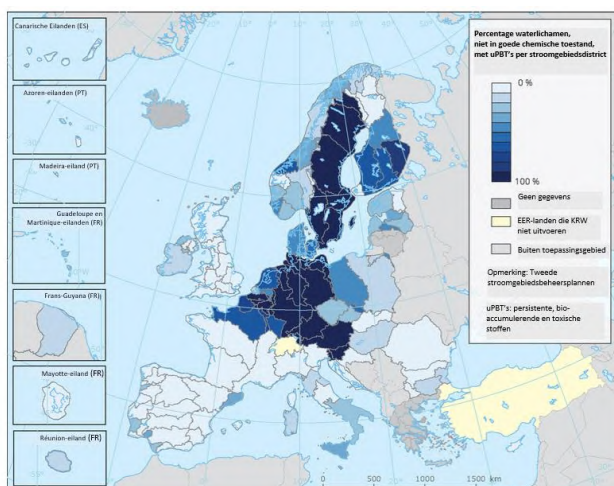 Canarische Eilanden (ES)
Azoren-eilanden (PT)
Madeira-eiland (PT)
Guadeloupe en
Martinique-eilanden (FR)
Frans-Guyana (FR)
Mayotte-eiland (FR)
Réunion-eiland (FR)
Percentage waterlichamen,
niet in goede chemische toestand,
met uPBT's per stroomgebiedsdistrict
0 %
100 %
Geen gegevens
EER-landen die KRW
niet uitvoeren
Buiten toepassingsgebied
Opmerking: Tweede
stroomgebiedsbeheersplannen
uPBT's: persistente, bio-
accumulerende en toxische
stoffen
0 500 1000 1500 km